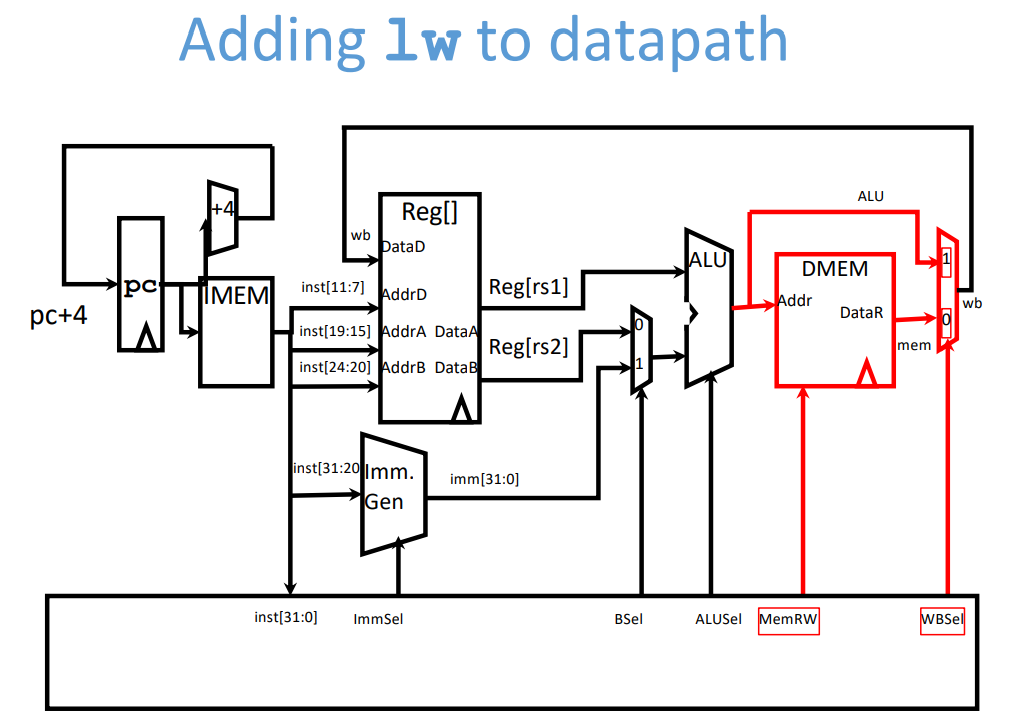 Adding lw to datapath
ALU
+4
Reg[]
wb
DataD
ALU
DMEM
1
pc
IMEM
inst[11:7]
AddrD
Reg[rs1]
Addr
wb
pc+4
inst[19:15]
AddrA DataA
0
DataR
0
Reg[rs2]
mem
inst[24:20]
AddrB DataB
1
inst[31:20
Imm.
Gen
imm[31:0]
inst[31:0]
ImmSel
BSel
ALUSel
MemRW
WBSel